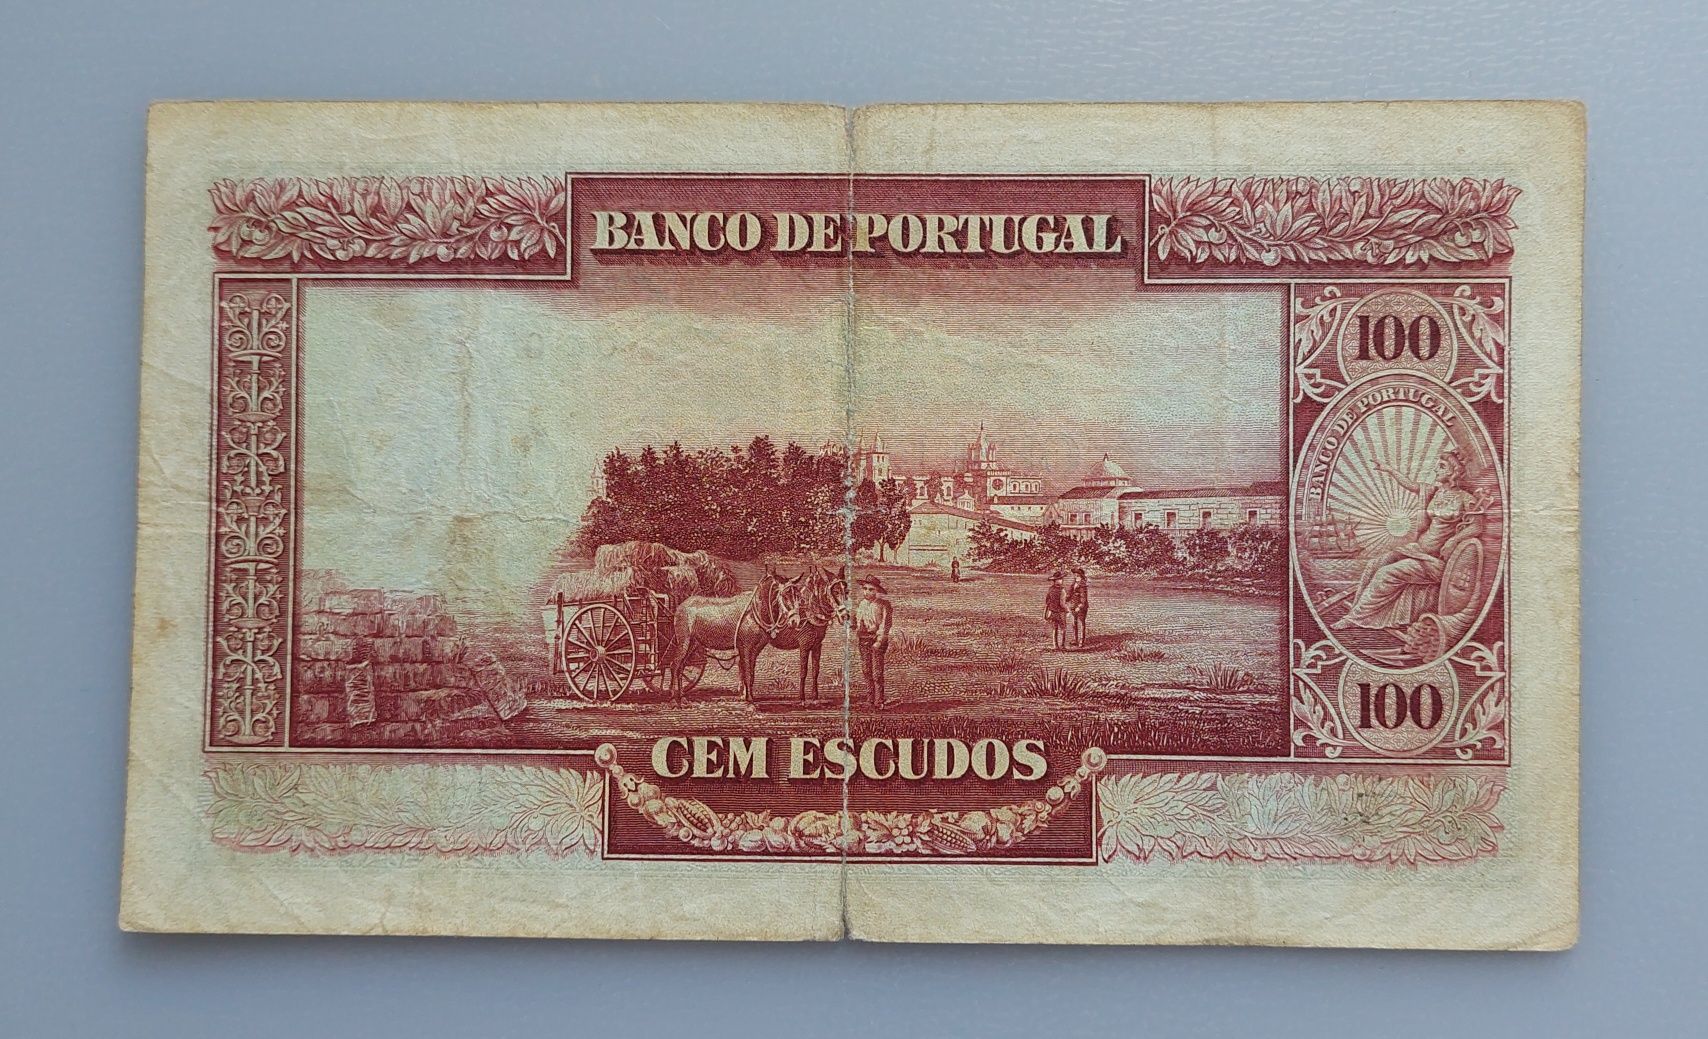 BANCO DE PORTUGAL
100
BANCO DE PORTUGAL
100
CEM ESCUDOS